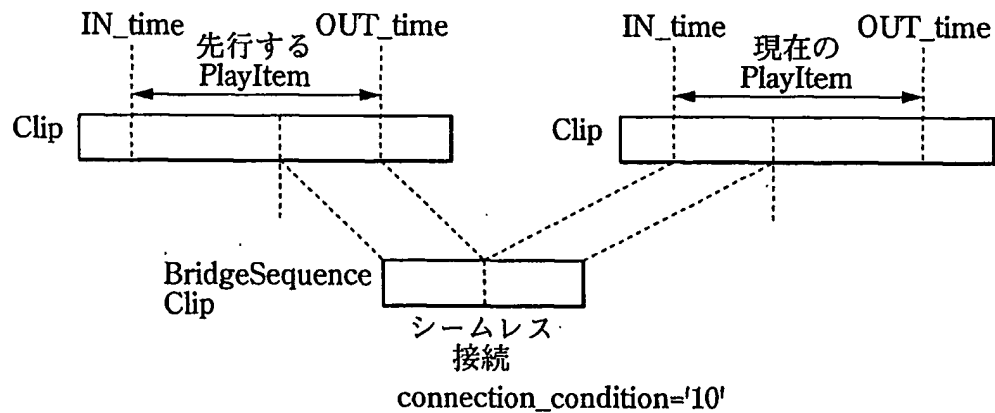 IN_time
先行する
PlayItem
OUT_time
IN_time
現在の
PlayItem
OUT_time
Clip
Clip
BridgeSequence
Clip
シームレス
接続
connection_condition='10'